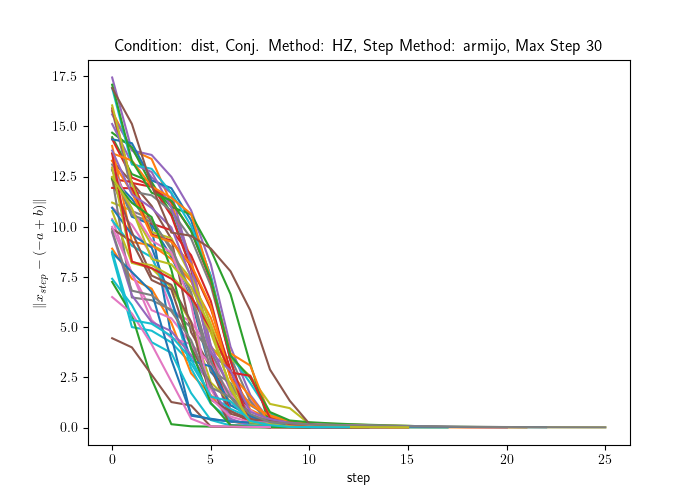 Condition: dist, Conj. Method: HZ, Step Method: armijo, Max Step 30
17.5
15.0
12.5
10.0
7.5
5.0
2.5
0.0
‖x_step − (−a + b)‖
0 5 10 15 20 25
step